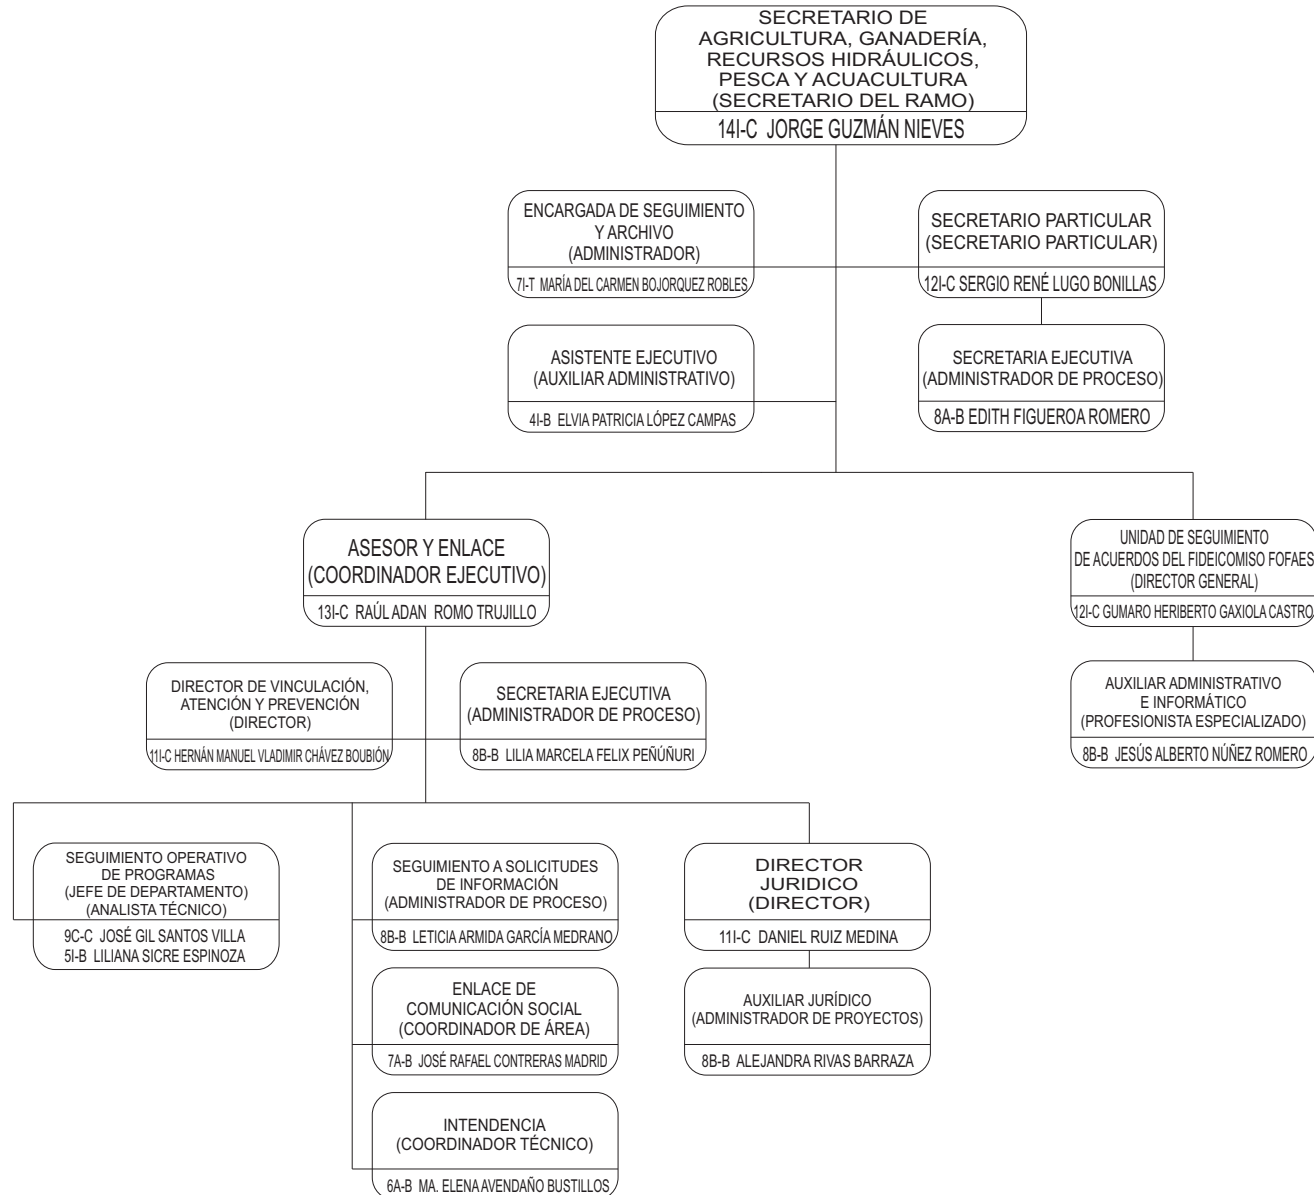 SECRETARIO DE
AGRICULTURA, GANADERÍA,
RECURSOS HIDRÁULICOS,
PESCA Y ACUACULTURA
(SECRETARIO DEL RAMO)
14I-C JORGE GUZMÁN NIEVES
ENCARGADA DE SEGUIMIENTO
Y ARCHIVO
(ADMINISTRADOR)
7I-T MARÍA DEL CARMEN BOJORQUEZ ROBLES
SECRETARIO PARTICULAR
(SECRETARIO PARTICULAR)
12I-C SERGIO RENÉ LUGO BONILLAS
ASISTENTE EJECUTIVO
(AUXILIAR ADMINISTRATIVO)
4I-B ELVIA PATRICIA LÓPEZ CAMPAS
SECRETARIA EJECUTIVA
(ADMINISTRADOR DE PROCESO)
8A-B EDITH FIGUEROA ROMERO
ASESOR Y ENLACE
(COORDINADOR EJECUTIVO)
13I-C RAÚL ADAN ROMO TRUJILLO
UNIDAD DE SEGUIMIENTO
DE ACUERDOS DEL FIDEICOMISO FOFAES
(DIRECTOR GENERAL)
12I-C GUMARO HERIBERTO GAXIOLA CASTRO
DIRECTOR DE VINCULACIÓN,
ATENCIÓN Y PREVENCIÓN
(DIRECTOR)
11I-C HERNÁN MANUEL VLADIMIR CHÁVEZ BOUBIÓN
SECRETARIA EJECUTIVA
(ADMINISTRADOR DE PROCESO)
8B-B LILIA MARCELA FELIX PEÑÚÑURI
AUXILIAR ADMINISTRATIVO
E INFORMÁTICO
(PROFESIONISTA ESPECIALIZADO)
8B-B JESÚS ALBERTO NÚÑEZ ROMERO
SEGUIMIENTO OPERATIVO
DE PROGRAMAS
(JEFE DE DEPARTAMENTO)
(ANALISTA TÉCNICO)
9C-C JOSÉ GIL SANTOS VILLA
5I-B LILIANA SICRE ESPINOZA
SEGUIMIENTO A SOLICITUDES
DE INFORMACIÓN
(ADMINISTRADOR DE PROCESO)
8B-B LETICIA ARMIDA GARCÍA MEDRANO
DIRECTOR
JURIDICO
(DIRECTOR)
11I-C DANIEL RUIZ MEDINA
ENLACE DE
COMUNICACIÓN SOCIAL
(COORDINADOR DE ÁREA)
7A-B JOSÉ RAFAEL CONTRERAS MADRID
AUXILIAR JURÍDICO
(ADMINISTRADOR DE PROYECTOS)
8B-B ALEJANDRA RIVAS BARRAZA
INTENDENCIA
(COORDINADOR TÉCNICO)
6A-B MA. ELENA AVENDAÑO BUSTILLOS